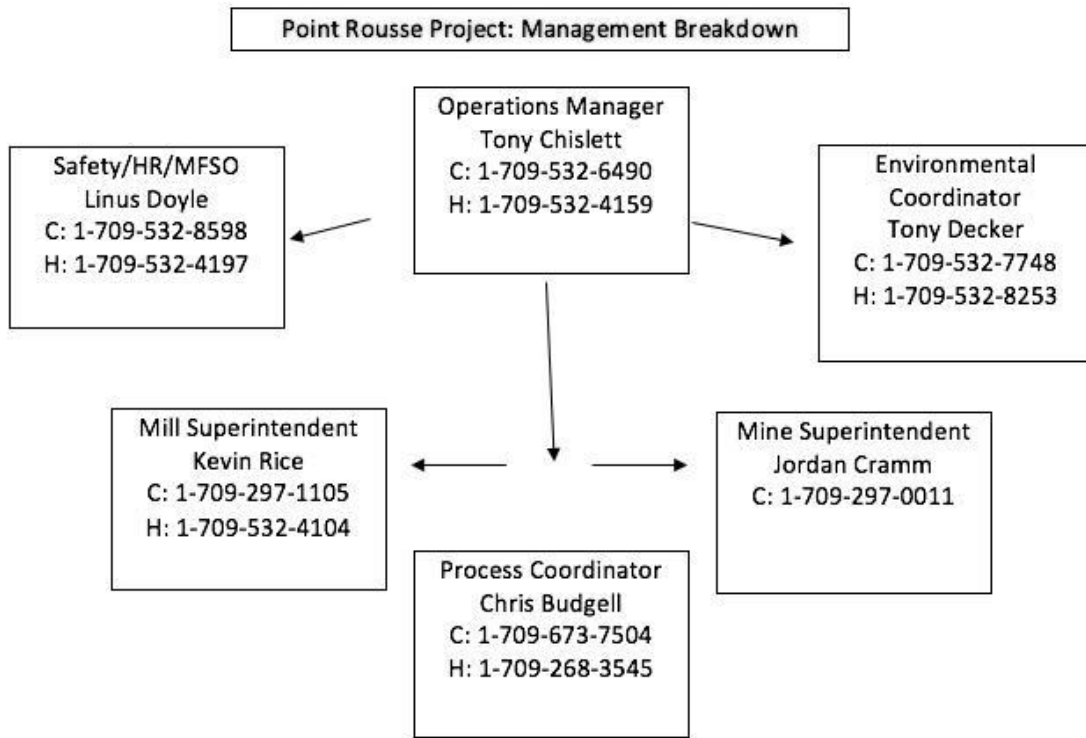 Point Rousse Project: Management Breakdown
Operations Manager
Tony Chislett
C: 1-709-532-6490
H: 1-709-532-4159
Safety/HR/MFSO
Linus Doyle
C: 1-709-532-8598
H: 1-709-532-4197
Environmental
Coordinator
Tony Decker
C: 1-709-532-7748
H: 1-709-532-8253
Mill Superintendent
Kevin Rice
C: 1-709-297-1105
H: 1-709-532-4104
Mine Superintendent
Jordan Cramm
C: 1-709-297-0011
Process Coordinator
Chris Budgell
C: 1-709-673-7504
H: 1-709-268-3545